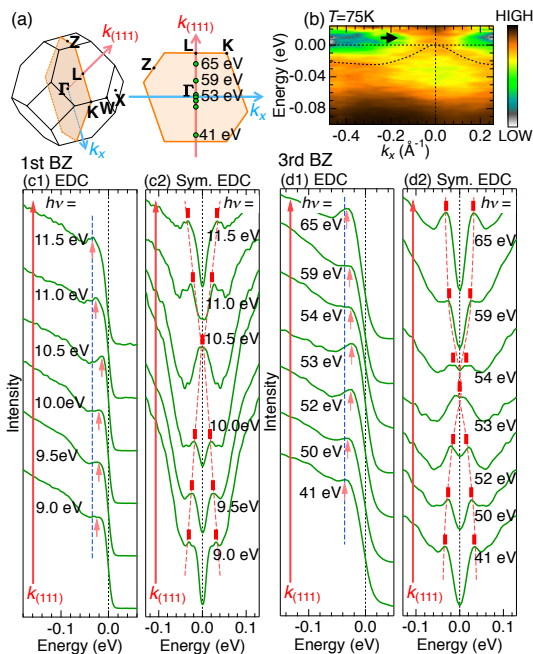 (a)
k(111)
Z
L
Γ
K
W
X
kx
k(111)
L
K
Z
65 eV
59 eV
Γ
53 eV
41 eV
kx
(b)
T=75K
HIGH
LOW
Energy (eV)
0.00
-0.04
-0.08
-0.4
-0.2
0.0
0.2
kx (Å-1)
1st BZ
(c1) EDC
hν =
11.5 eV
11.0 eV
10.5 eV
10.0eV
9.5eV
9.0 eV
k(111)
Intensity
-0.1
0.0
Energy (eV)
(c2) Sym. EDC
hν =
11.5 eV
11.0 eV
10.5 eV
10.0eV
9.5eV
9.0 eV
-0.1
0.0
0.1
Energy (eV)
3rd BZ
(d1) EDC
hν =
65 eV
59 eV
54 eV
53 eV
52 eV
50 eV
41 eV
k(111)
Intensity
-0.1
0.0
Energy (eV)
(d2) Sym. EDC
hν =
65 eV
59 eV
54 eV
53 eV
52 eV
50 eV
41 eV
-0.1
0.0
0.1
Energy (eV)